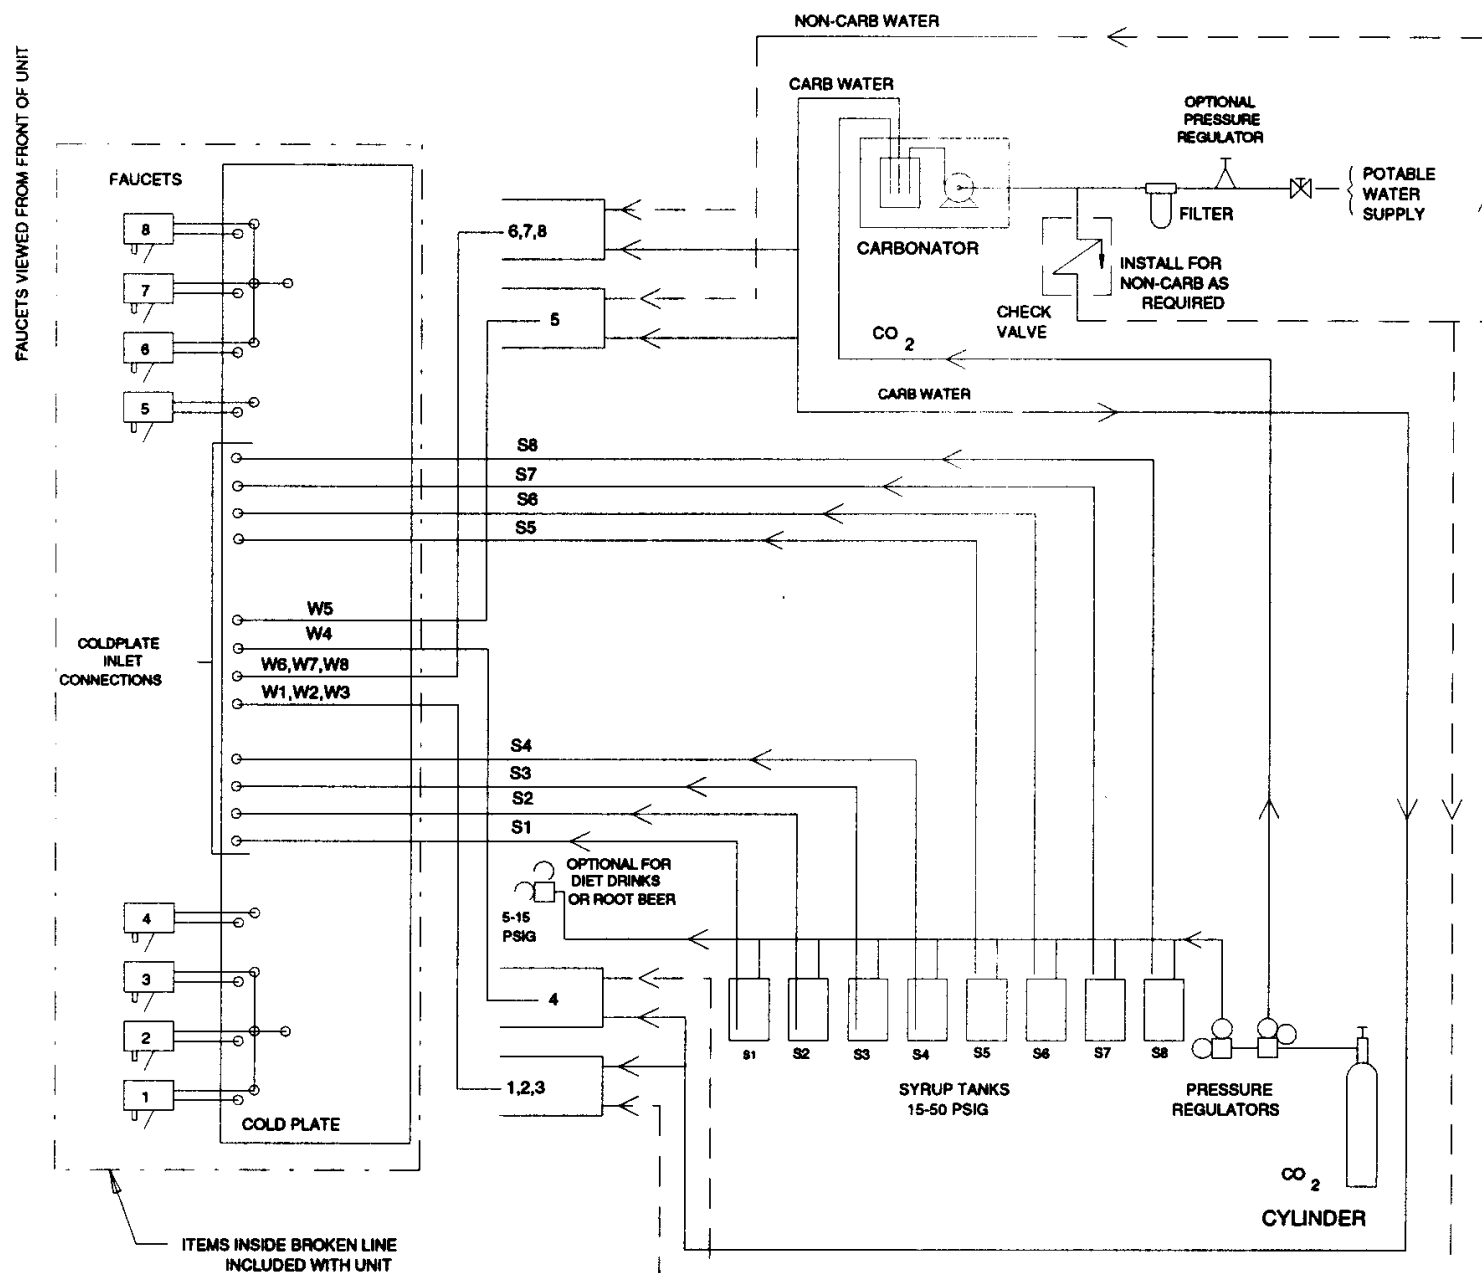 NON-CARB WATER
FAUCETS VIEWED FROM FRONT OF UNIT
CARB WATER
OPTIONAL
PRESSURE
REGULATOR
POTABLE
WATER
SUPPLY
FILTER
CARBONATOR
INSTALL FOR
NON-CARB AS
REQUIRED
CHECK
VALVE
CO 2
CARB WATER
FAUCETS
8
7
6
5
6,7,8
5
S8
S7
S6
S5
W5
W4
W6,W7,W8
W1,W2,W3
COLDPLATE
INLET
CONNECTIONS
S4
S3
S2
S1
OPTIONAL FOR
DIET DRINKS
OR ROOT BEER
5-15
PSIG
4
3
2
1
4
1,2,3
COLD PLATE
S1
S2
S3
S4
S5
S6
S7
S8
SYRUP TANKS
15-50 PSIG
PRESSURE
REGULATORS
CO 2
CYLINDER
ITEMS INSIDE BROKEN LINE
INCLUDED WITH UNIT